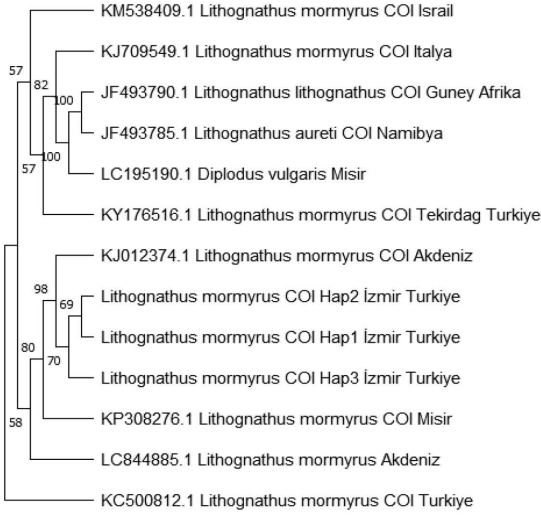 KM538409.1 Lithognathus mormyrus COI Israil
57
82
KJ709549.1 Lithognathus mormyrus COI Italya
100
JF493790.1 Lithognathus lithognathus COI Guney Afrika
JF493785.1 Lithognathus aureti COI Namibya
57
100
LC195190.1 Diplodus vulgaris Misir
KY176516.1 Lithognathus mormyrus COI Tekirdag Turkiye
KJ012374.1 Lithognathus mormyrus COI Akdeniz
98
69
Lithognathus mormyrus COI Hap2 İzmir Turkiye
Lithognathus mormyrus COI Hap1 İzmir Turkiye
80
70
Lithognathus mormyrus COI Hap3 İzmir Turkiye
58
KP308276.1 Lithognathus mormyrus COI Misir
LC844885.1 Lithognathus mormyrus Akdeniz
KC500812.1 Lithognathus mormyrus COI Turkiye